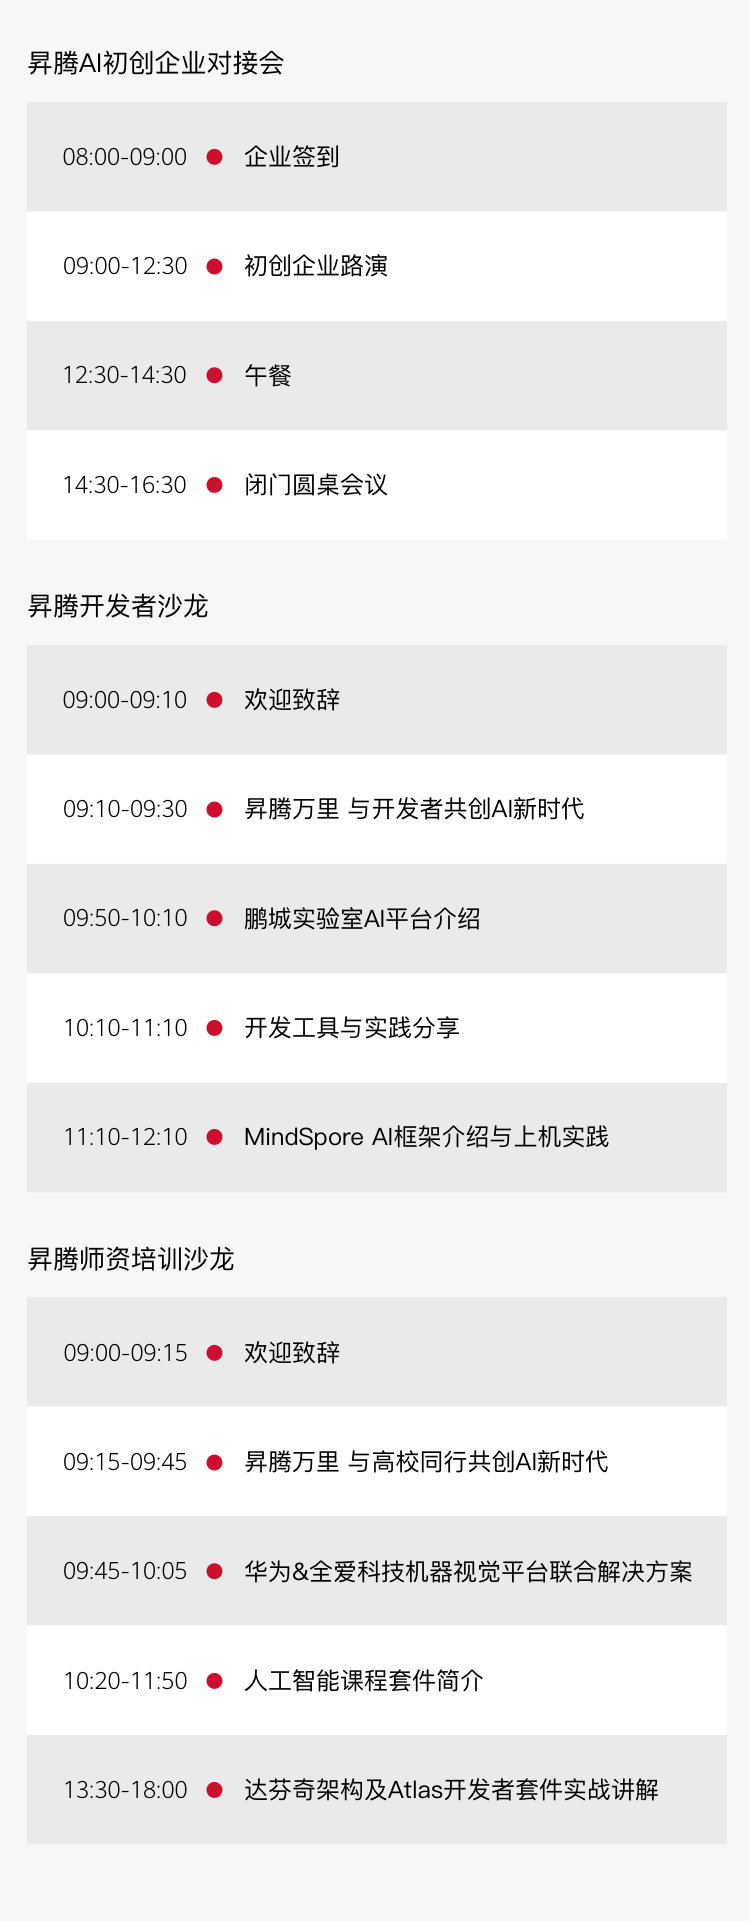 昇腾AI初创企业对接会
08:00-09:00 企业签到
09:00-12:30 初创企业路演
12:30-14:30 午餐
14:30-16:30 闭门圆桌会议
昇腾开发者沙龙
09:00-09:10 欢迎致辞
09:10-09:30 昇腾万里 与开发者共创AI新时代
09:50-10:10 鹏城实验室AI平台介绍
10:10-11:10 开发工具与实践分享
11:10-12:10 MindSpore AI框架介绍与上机实践
昇腾师资培训沙龙
09:00-09:15 欢迎致辞
09:15-09:45 昇腾万里 与高校同行共创AI新时代
09:45-10:05 华为&全爱科技机器视觉平台联合解决方案
10:20-11:50 人工智能课程套件简介
13:30-18:00 达芬奇架构及Atlas开发者套件实战讲解